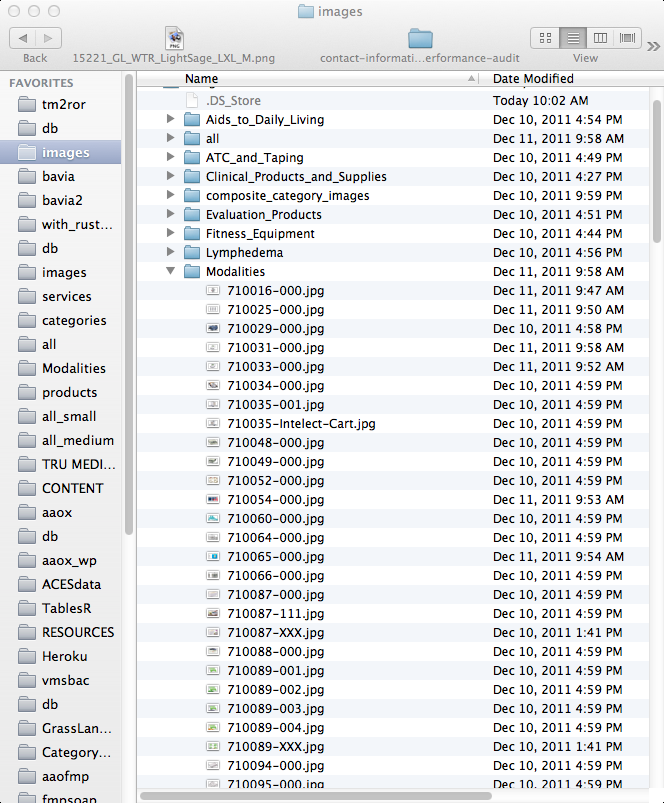 images
Back
15221_GL_WTR_LightSage_LXL_M.png
contact-informati...erformance-audit
View
FAVORITES
tm2ror
db
images
bavia
bavia2
with_rust...
db
images
services
categories
all
Modalities
products
all_small
all_medium
TRU MEDI...
CONTENT
aaox
db
aaox_wp
ACESdata
TablesR
RESOURCES
Heroku
vmsbac
db
GrassLan...
Category...
aaofmp
fmpsoap
Name Date Modified
.DS_Store Today 10:02 AM
Aids_to_Daily_Living Dec 10, 2011 4:54 PM
all Dec 11, 2011 9:58 AM
ATC_and_Taping Dec 10, 2011 4:49 PM
Clinical_Products_and_Supplies Dec 10, 2011 4:27 PM
composite_category_images Dec 10, 2011 9:59 PM
Evaluation_Products Dec 10, 2011 4:51 PM
Fitness_Equipment Dec 10, 2011 4:44 PM
Lymphedema Dec 10, 2011 4:56 PM
Modalities Dec 11, 2011 9:58 AM
710016-000.jpg Dec 11, 2011 9:47 AM
710025-000.jpg Dec 11, 2011 9:50 AM
710029-000.jpg Dec 10, 2011 4:58 PM
710031-000.jpg Dec 11, 2011 9:58 AM
710033-000.jpg Dec 11, 2011 9:52 AM
710034-000.jpg Dec 10, 2011 4:59 PM
710035-001.jpg Dec 10, 2011 4:59 PM
710035-Intelect-Cart.jpg Dec 10, 2011 4:59 PM
710048-000.jpg Dec 10, 2011 4:59 PM
710049-000.jpg Dec 10, 2011 4:59 PM
710052-000.jpg Dec 10, 2011 4:59 PM
710054-000.jpg Dec 11, 2011 9:53 AM
710060-000.jpg Dec 10, 2011 4:59 PM
710064-000.jpg Dec 10, 2011 4:59 PM
710065-000.jpg Dec 11, 2011 9:54 AM
710066-000.jpg Dec 10, 2011 4:59 PM
710087-000.jpg Dec 10, 2011 4:59 PM
710087-111.jpg Dec 10, 2011 4:59 PM
710087-XXX.jpg Dec 10, 2011 1:41 PM
710088-000.jpg Dec 10, 2011 4:59 PM
710089-001.jpg Dec 10, 2011 4:59 PM
710089-002.jpg Dec 10, 2011 4:59 PM
710089-003.jpg Dec 10, 2011 4:59 PM
710089-004.jpg Dec 10, 2011 4:59 PM
710089-XXX.jpg Dec 10, 2011 1:41 PM
710094-000.jpg Dec 10, 2011 4:59 PM
710095-000.jpg Dec 10, 2011 4:59 PM